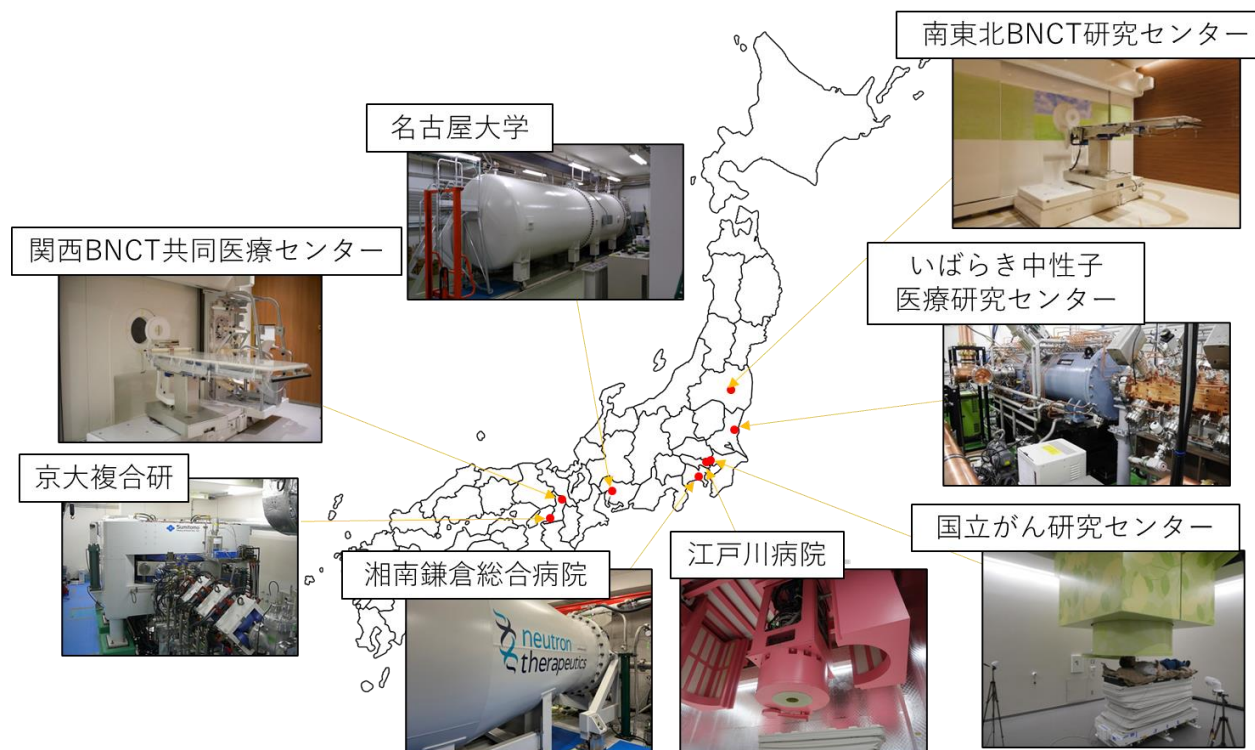 南東北BNCT研究センター
名古屋大学
関西BNCT共同医療センター
いばらき中性子
医療研究センター
京大複合研
Sumitomo
国立がん研究センター
江戸川病院
湘南鎌倉総合病院
neutron
therapeutics